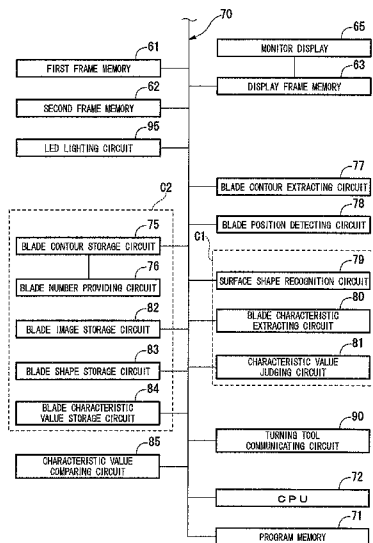 70
61
FIRST FRAME MEMORY
62
SECOND FRAME MEMORY
95
LED LIGHTING CIRCUIT
65
MONITOR DISPLAY
63
DISPLAY FRAME MEMORY
77
BLADE CONTOUR EXTRACTING CIRCUIT
78
BLADE POSITION DETECTING CIRCUIT
C2
75
BLADE CONTOUR STORAGE CIRCUIT
76
BLADE NUMBER PROVIDING CIRCUIT
82
BLADE IMAGE STORAGE CIRCUIT
83
BLADE SHAPE STORAGE CIRCUIT
84
BLADE CHARACTERISTIC
VALUE STORAGE CIRCUIT
85
CHARACTERISTIC VALUE
COMPARING CIRCUIT
C1
79
SURFACE SHAPE RECOGNITION CIRCUIT
80
BLADE CHARACTERISTIC
EXTRACTING CIRCUIT
81
CHARACTERISTIC VALUE
JUDGING CIRCUIT
90
TURNING TOOL
COMMUNICATING CIRCUIT
72
CPU
71
PROGRAM MEMORY